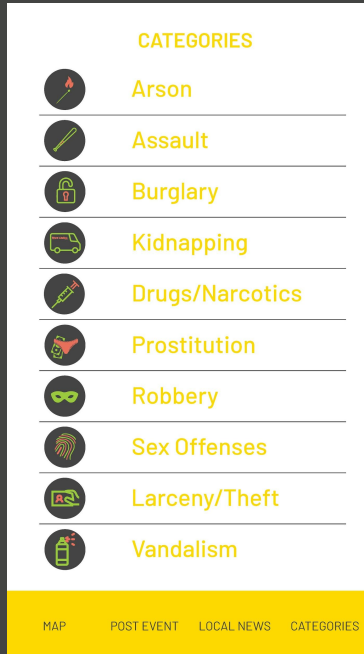 CATEGORIES
Arson
Assault
Burglary
Kidnapping
Drugs/Narcotics
Prostitution
Robbery
Sex Offenses
Larceny/Theft
Vandalism
MAP POST EVENT LOCAL NEWS CATEGORIES